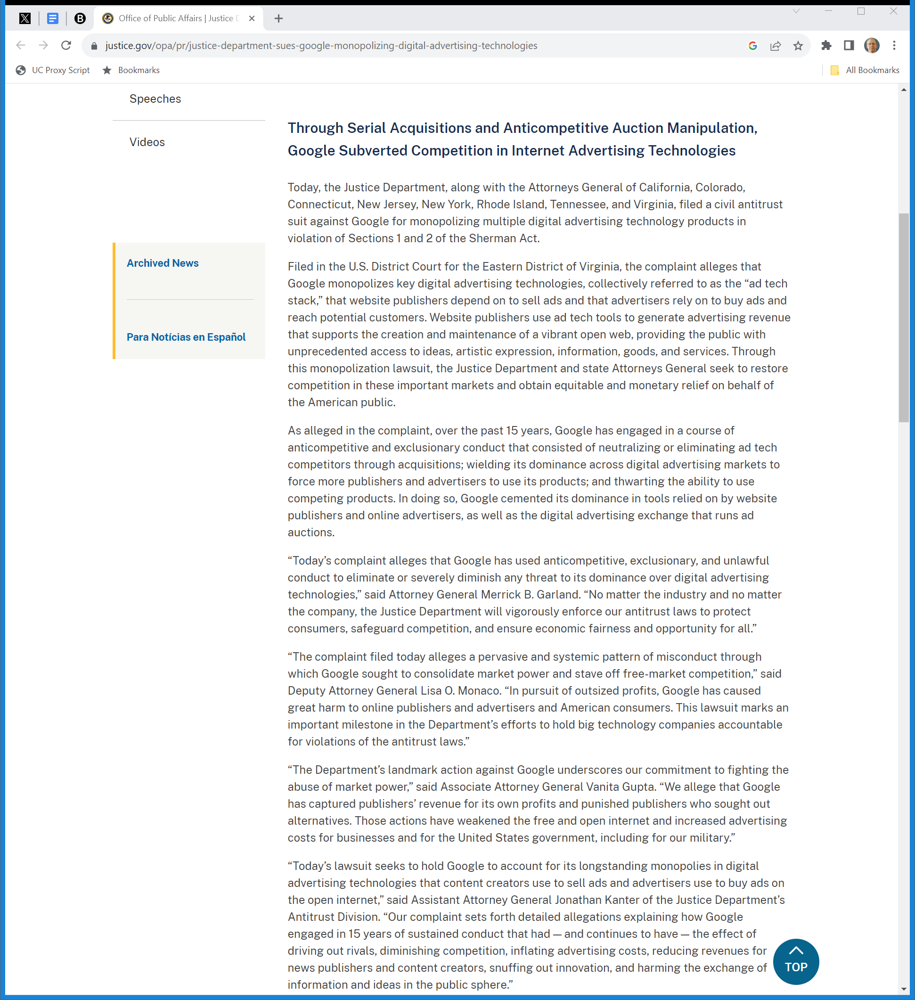 X
B
Office of Public Affairs | Justice
justice.gov/opa/pr/justice-department-sues-google-monopolizing-digital-advertising-technologies
G
UC Proxy Script
Bookmarks
All Bookmarks
Speeches
Videos
Archived News
Para Notícias en Español
Through Serial Acquisitions and Anticompetitive Auction Manipulation,
Google Subverted Competition in Internet Advertising Technologies
Today, the Justice Department, along with the Attorneys General of California, Colorado,
Connecticut, New Jersey, New York, Rhode Island, Tennessee, and Virginia, filed a civil antitrust
suit against Google for monopolizing multiple digital advertising technology products in
violation of Sections 1 and 2 of the Sherman Act.
Filed in the U.S. District Court for the Eastern District of Virginia, the complaint alleges that
Google monopolizes key digital advertising technologies, collectively referred to as the “ad tech
stack,” that website publishers depend on to sell ads and that advertisers rely on to buy ads and
reach potential customers. Website publishers use ad tech tools to generate advertising revenue
that supports the creation and maintenance of a vibrant open web, providing the public with
unprecedented access to ideas, artistic expression, information, goods, and services. Through
this monopolization lawsuit, the Justice Department and state Attorneys General seek to restore
competition in these important markets and obtain equitable and monetary relief on behalf of
the American public.
As alleged in the complaint, over the past 15 years, Google has engaged in a course of
anticompetitive and exclusionary conduct that consisted of neutralizing or eliminating ad tech
competitors through acquisitions; wielding its dominance across digital advertising markets to
force more publishers and advertisers to use its products; and thwarting the ability to use
competing products. In doing so, Google cemented its dominance in tools relied on by website
publishers and online advertisers, as well as the digital advertising exchange that runs ad
auctions.
“Today’s complaint alleges that Google has used anticompetitive, exclusionary, and unlawful
conduct to eliminate or severely diminish any threat to its dominance over digital advertising
technologies,” said Attorney General Merrick B. Garland. “No matter the industry and no matter
the company, the Justice Department will vigorously enforce our antitrust laws to protect
consumers, safeguard competition, and ensure economic fairness and opportunity for all.”
“The complaint filed today alleges a pervasive and systemic pattern of misconduct through
which Google sought to consolidate market power and stave off free-market competition,” said
Deputy Attorney General Lisa O. Monaco. “In pursuit of outsized profits, Google has caused
great harm to online publishers and advertisers and American consumers. This lawsuit marks an
important milestone in the Department’s efforts to hold big technology companies accountable
for violations of the antitrust laws.”
“The Department’s landmark action against Google underscores our commitment to fighting the
abuse of market power,” said Associate Attorney General Vanita Gupta. “We allege that Google
has captured publishers’ revenue for its own profits and punished publishers who sought out
alternatives. Those actions have weakened the free and open internet and increased advertising
costs for businesses and for the United States government, including for our military.”
“Today’s lawsuit seeks to hold Google to account for its longstanding monopolies in digital
advertising technologies that content creators use to sell ads and advertisers use to buy ads on
the open internet,” said Assistant Attorney General Jonathan Kanter of the Justice Department’s
Antitrust Division. “Our complaint sets forth detailed allegations explaining how Google
engaged in 15 years of sustained conduct that had — and continues to have — the effect of
driving out rivals, diminishing competition, inflating advertising costs, reducing revenues for
news publishers and content creators, snuffing out innovation, and harming the exchange of
information and ideas in the public sphere.”
TOP